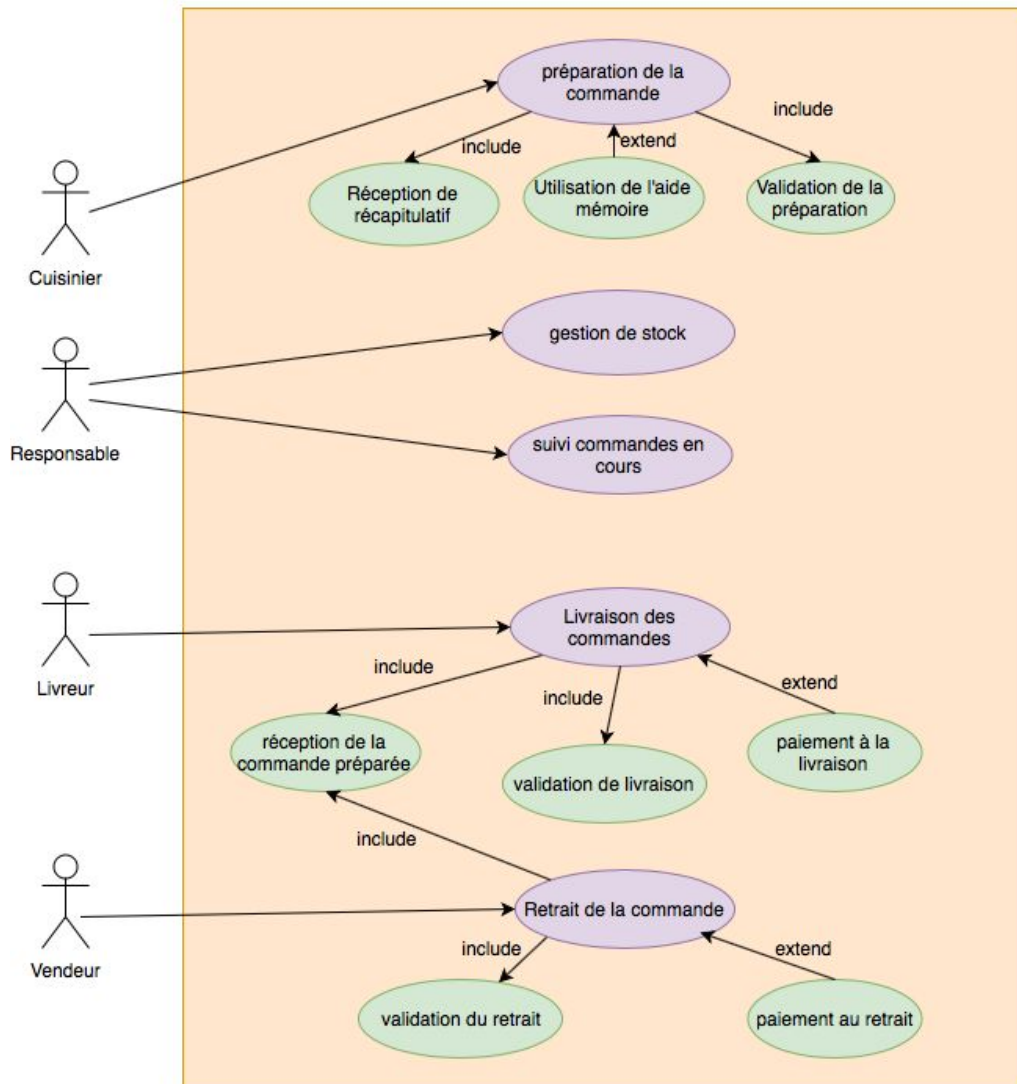 préparation de la
commande
include
include
extend
Réception de
récapitulatif
Utilisation de l'aide
mémoire
Validation de la
préparation
Cuisinier
gestion de stock
Responsable
suivi commandes en
cours
Livraison des
commandes
Livreur
include
include
extend
réception de la
commande préparée
validation de livraison
paiement à la
livraison
include
Retrait de la commande
Vendeur
include
extend
validation du retrait
paiement au retrait